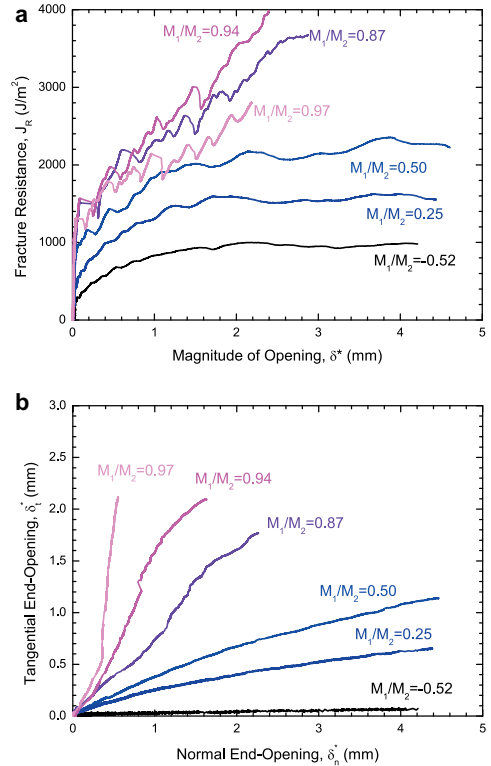 a
4000
3000
2000
1000
0
Fracture Resistance, J_R (J/m²)
M₁/M₂=0.94
M₁/M₂=0.87
M₁/M₂=0.97
M₁/M₂=0.50
M₁/M₂=0.25
M₁/M₂=-0.52
0 1 2 3 4 5
Magnitude of Opening, δ* (mm)
b
3.0
2.5
2.0
1.5
1.0
0.5
0.0
Tangential End-Opening, δₜ* (mm)
M₁/M₂=0.97
M₁/M₂=0.94
M₁/M₂=0.87
M₁/M₂=0.50
M₁/M₂=0.25
M₁/M₂=-0.52
0 1 2 3 4 5
Normal End-Opening, δₙ* (mm)